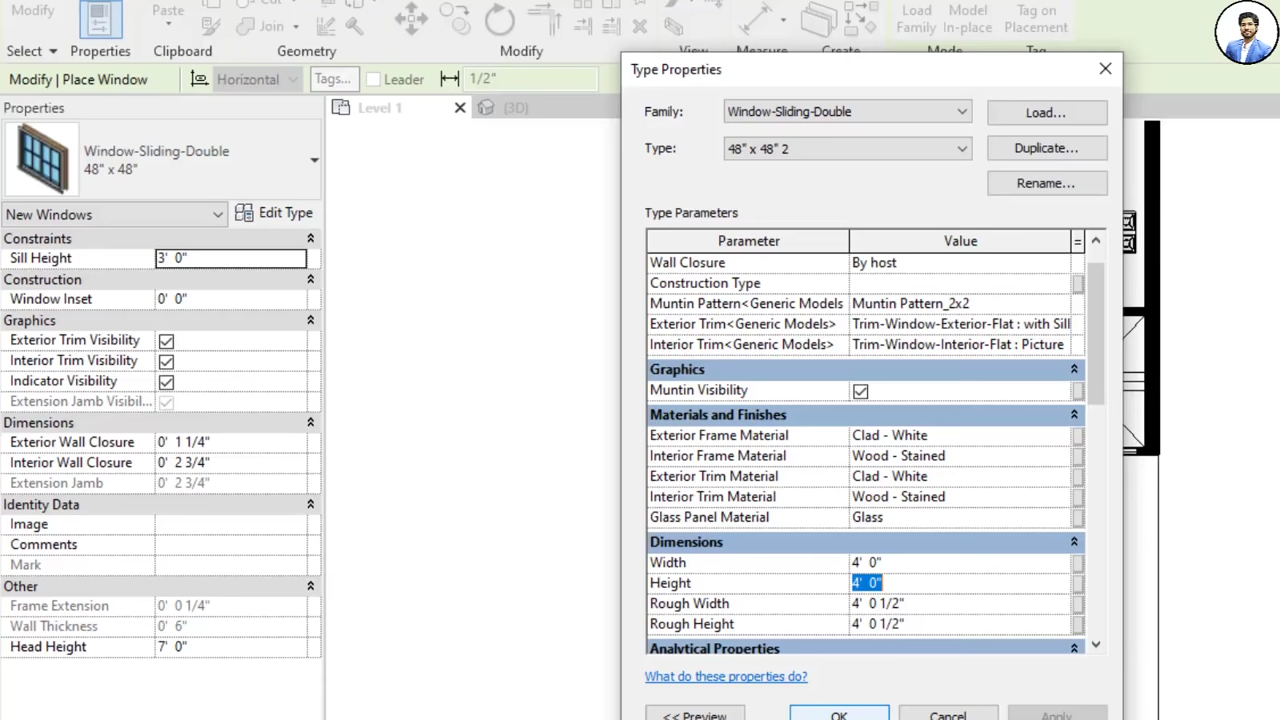 Modify
Paste
Cut
Join
Load
Family
Model
In-place
Tag on
Placement
Select
Properties
Clipboard
Geometry
Modify
View
Measure
Create
Mode
Tag
Modify | Place Window
Horizontal
Tags...
Leader
1/2"
Properties
Level 1
(3D)
Window-Sliding-Double
48" x 48"
New Windows
Edit Type
Constraints
Sill Height 3' 0"
Construction
Window Inset 0' 0"
Graphics
Exterior Trim Visibility
Interior Trim Visibility
Indicator Visibility
Extension Jamb Visibil...
Dimensions
Exterior Wall Closure 0' 1 1/4"
Interior Wall Closure 0' 2 3/4"
Extension Jamb 0' 2 3/4"
Identity Data
Image
Comments
Mark
Other
Frame Extension 0' 0 1/4"
Wall Thickness 0' 6"
Head Height 7' 0"
Type Properties
Family: Window-Sliding-Double Load...
Type: 48" x 48" 2 Duplicate...
Rename...
Type Parameters
Parameter Value =
Wall Closure By host
Construction Type
Muntin Pattern<Generic Models Muntin Pattern_2x2
Exterior Trim<Generic Models> Trim-Window-Exterior-Flat : with Sill
Interior Trim<Generic Models> Trim-Window-Interior-Flat : Picture
Graphics
Muntin Visibility
Materials and Finishes
Exterior Frame Material Clad - White
Interior Frame Material Wood - Stained
Exterior Trim Material Clad - White
Interior Trim Material Wood - Stained
Glass Panel Material Glass
Dimensions
Width 4' 0"
Height 4' 0"
Rough Width 4' 0 1/2"
Rough Height 4' 0 1/2"
Analytical Properties
What do these properties do?
<< Preview OK Cancel Apply